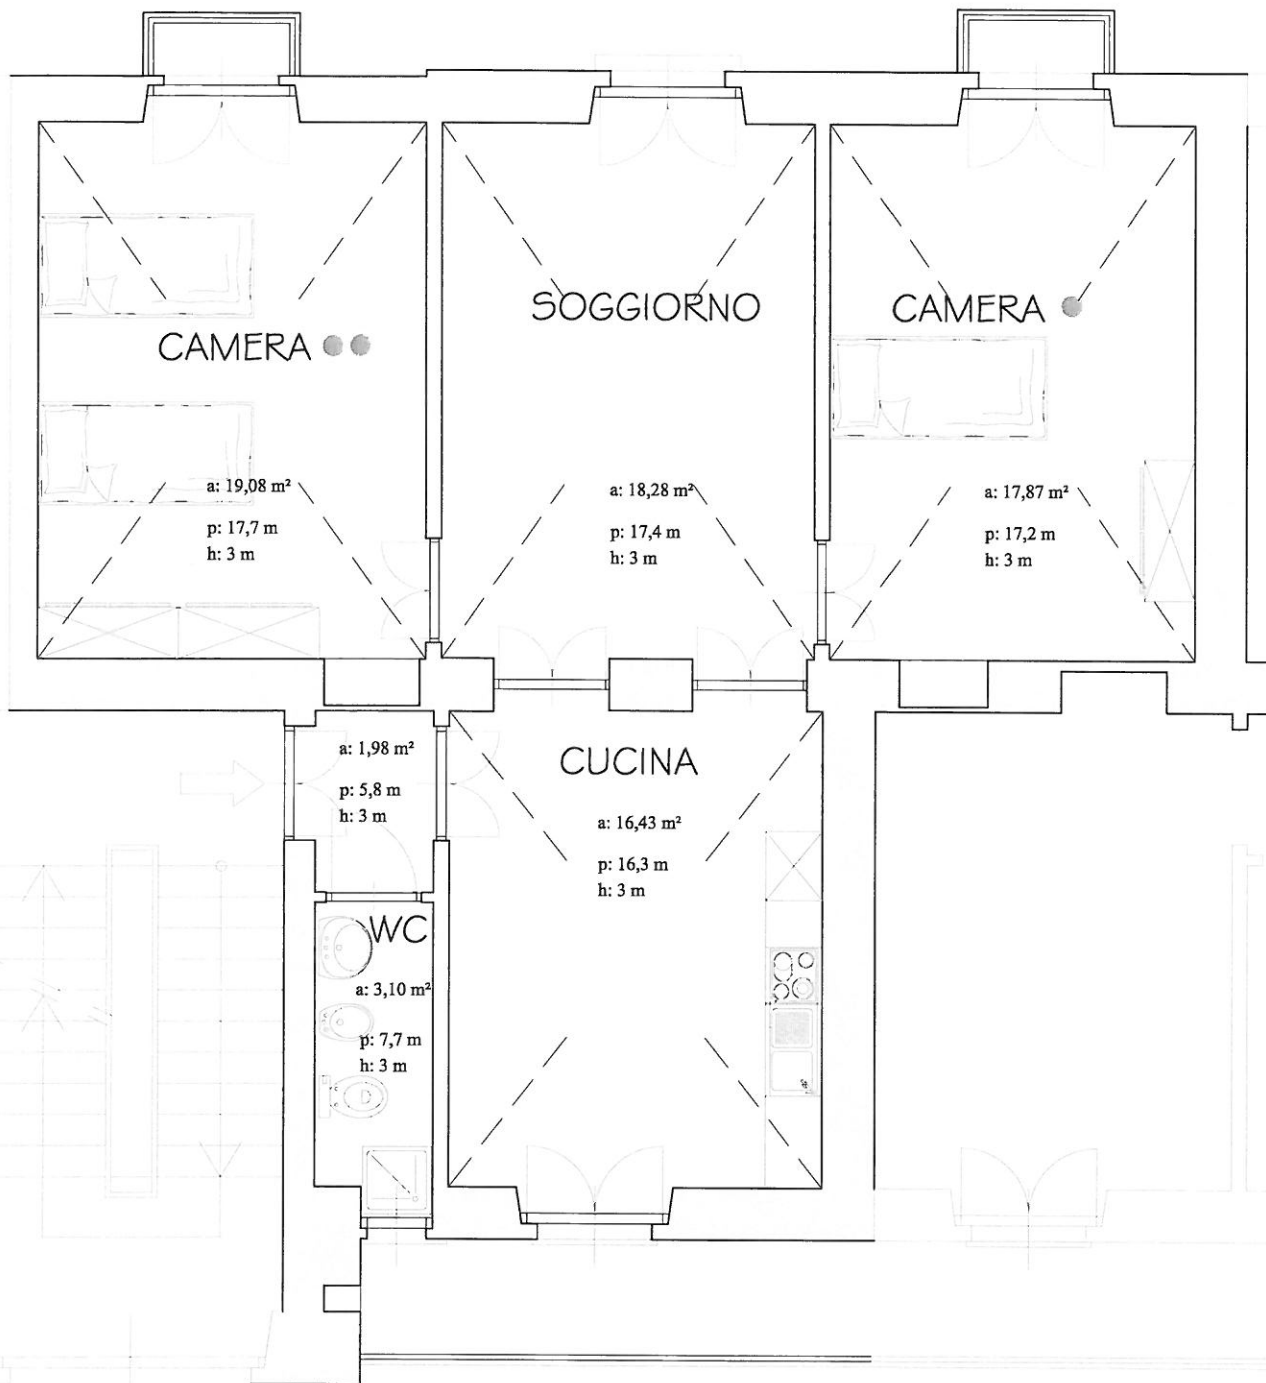 SOGGIORNO
CAMERA
CAMERA
a: 19,08 m²
p: 17,7 m
h: 3 m
a: 18,28 m²
p: 17,4 m
h: 3 m
a: 17,87 m²
p: 17,2 m
h: 3 m
a: 1,98 m²
p: 5,8 m
h: 3 m
CUCINA
a: 16,43 m²
p: 16,3 m
h: 3 m
WC
a: 3,10 m²
p: 7,7 m
h: 3 m